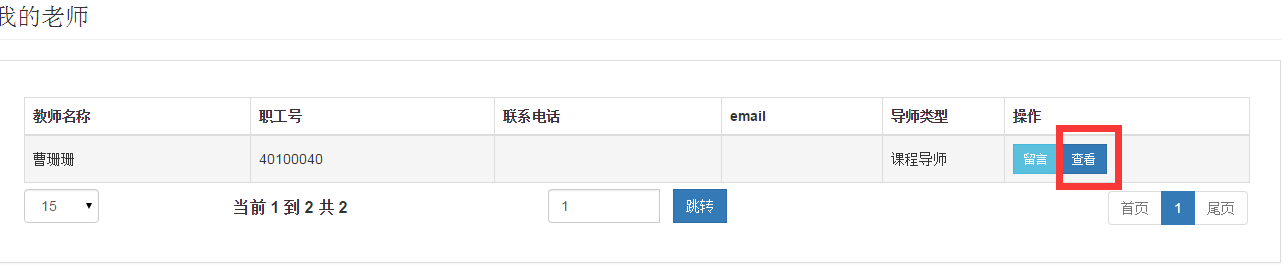 我的老师
教师名称 职工号 联系电话 email 导师类型 操作
曹珊珊 40100040 课程导师 留言 查看
15 当前 1 到 2 共 2 1 跳转 首页 1 尾页